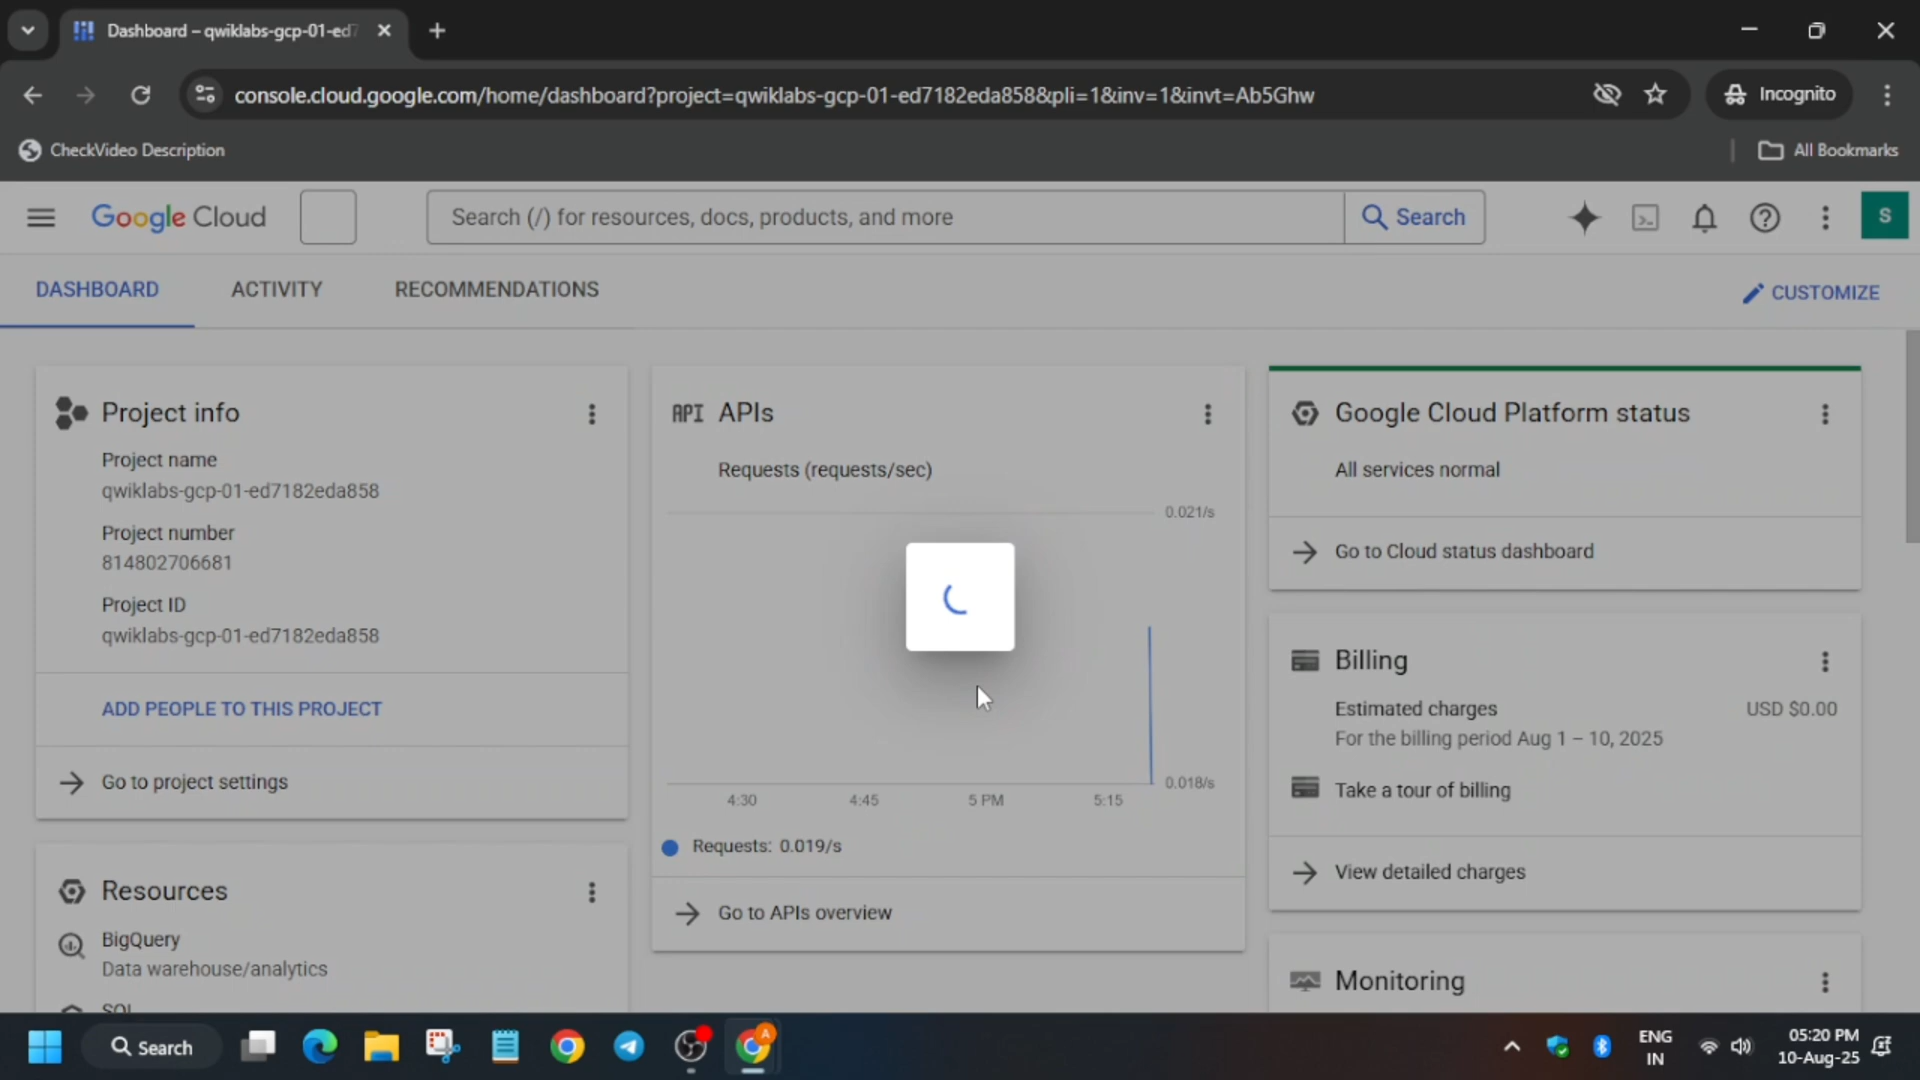 Dashboard – qwiklabs-gcp-01-ed7
console.cloud.google.com/home/dashboard?project=qwiklabs-gcp-01-ed7182eda858&pli=1&inv=1&invt=Ab5Ghw
Incognito
CheckVideo Description
All Bookmarks
Google Cloud
Search (/) for resources, docs, products, and more
Search
S
DASHBOARD
ACTIVITY
RECOMMENDATIONS
CUSTOMIZE
Project info
Project name
qwiklabs-gcp-01-ed7182eda858
Project number
814802706681
Project ID
qwiklabs-gcp-01-ed7182eda858
ADD PEOPLE TO THIS PROJECT
Go to project settings
Resources
BigQuery
Data warehouse/analytics
SQL
API APIs
Requests (requests/sec)
0.021/s
0.018/s
4:30 4:45 5 PM 5:15
Requests: 0.019/s
Go to APIs overview
Google Cloud Platform status
All services normal
Go to Cloud status dashboard
Billing
Estimated charges USD $0.00
For the billing period Aug 1 – 10, 2025
Take a tour of billing
View detailed charges
Monitoring
Search
A
ENG
IN
05:20 PM
10-Aug-25